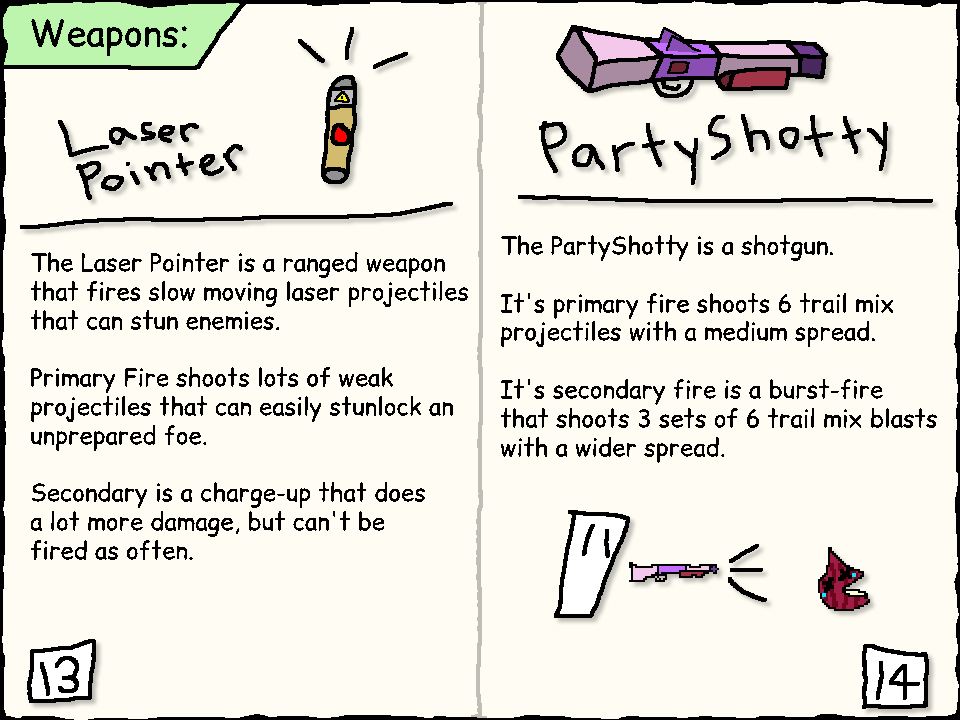 Weapons:
Laser
Pointer
The Laser Pointer is a ranged weapon
that fires slow moving laser projectiles
that can stun enemies.
Primary Fire shoots lots of weak
projectiles that can easily stunlock an
unprepared foe.
Secondary is a charge-up that does
a lot more damage, but can't be
fired as often.
13
PartyShotty
The PartyShotty is a shotgun.
It's primary fire shoots 6 trail mix
projectiles with a medium spread.
It's secondary fire is a burst-fire
that shoots 3 sets of 6 trail mix blasts
with a wider spread.
14